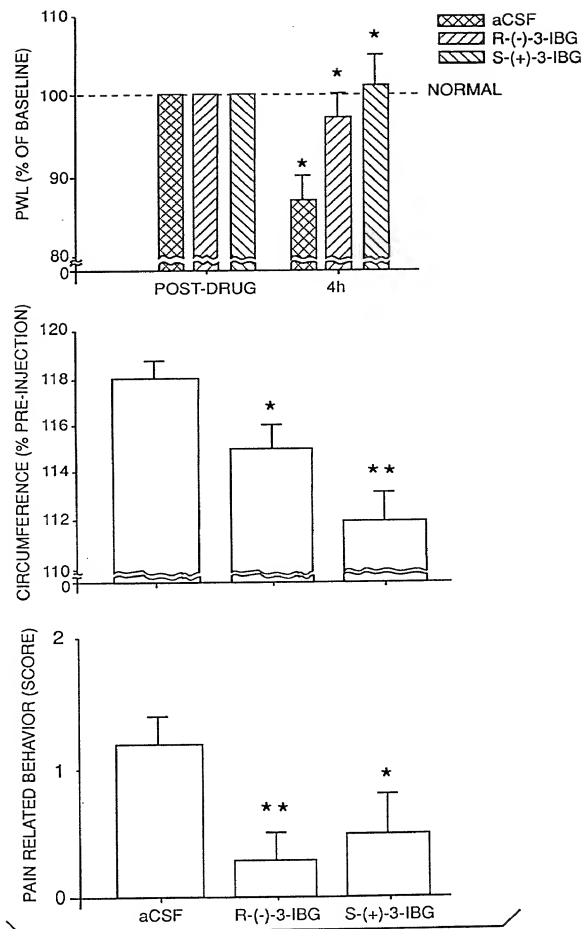 110
100
90
80
0
PWL (% OF BASELINE)
aCSF
R-(-)-3-IBG
S-(+)-3-IBG
NORMAL
*
*
*
POST-DRUG
4h
120
118
116
114
112
110
0
CIRCUMFERENCE (% PRE-INJECTION)
*
**
2
1
0
PAIN RELATED BEHAVIOR (SCORE)
**
*
aCSF
R-(-)-3-IBG
S-(+)-3-IBG